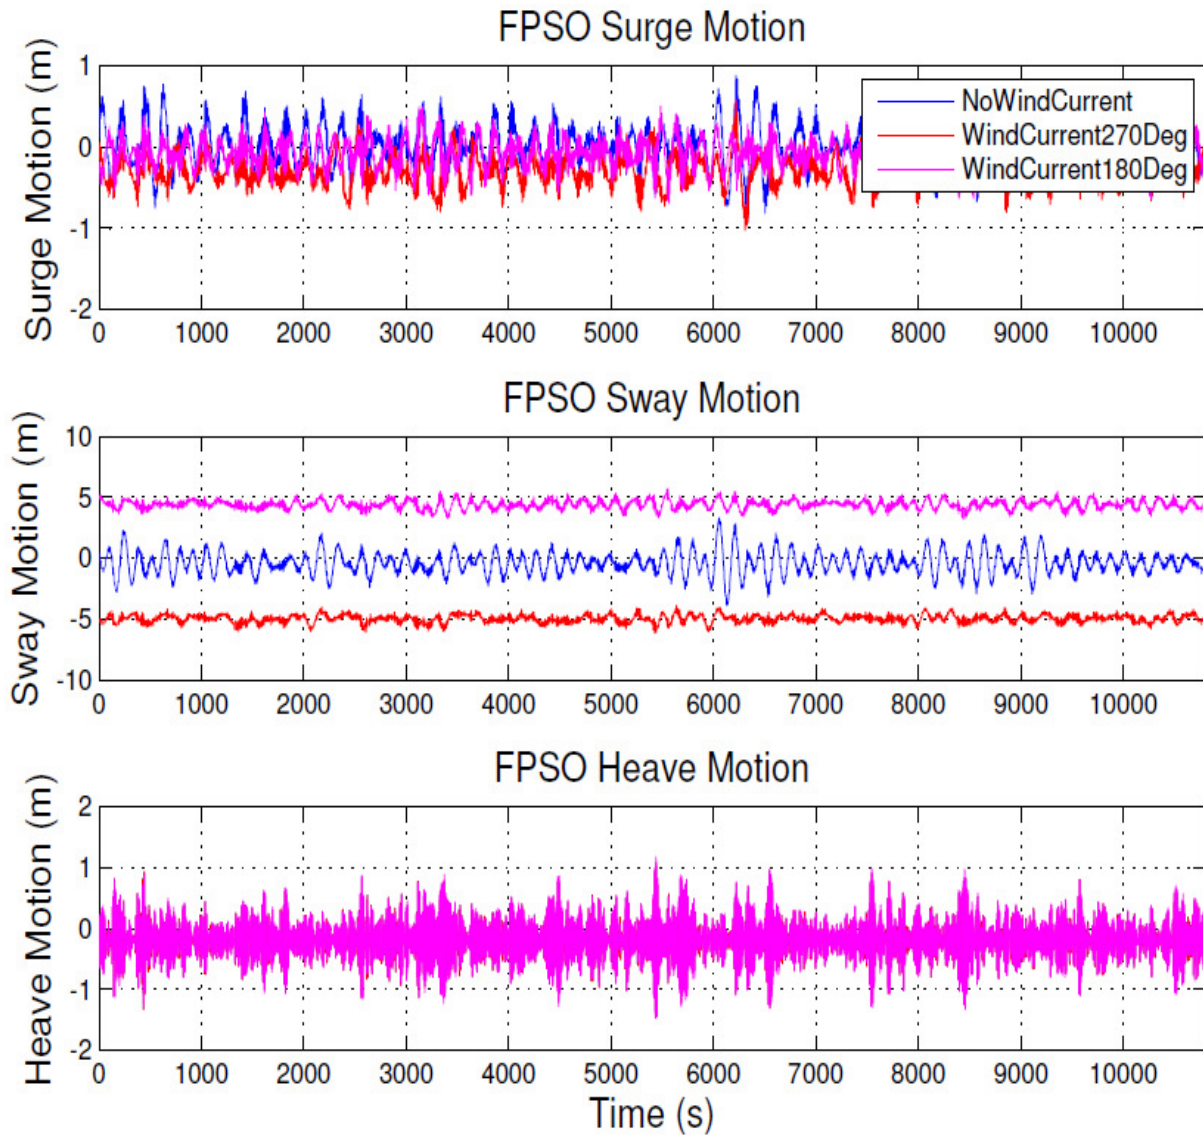 FPSO Surge Motion
Surge Motion (m)
1
0
-1
-2
NoWindCurrent
WindCurrent270Deg
WindCurrent180Deg
0 1000 2000 3000 4000 5000 6000 7000 8000 9000 10000
FPSO Sway Motion
Sway Motion (m)
10
5
0
-5
-10
0 1000 2000 3000 4000 5000 6000 7000 8000 9000 10000
FPSO Heave Motion
Heave Motion (m)
2
1
0
-1
-2
0 1000 2000 3000 4000 5000 6000 7000 8000 9000 10000
Time (s)